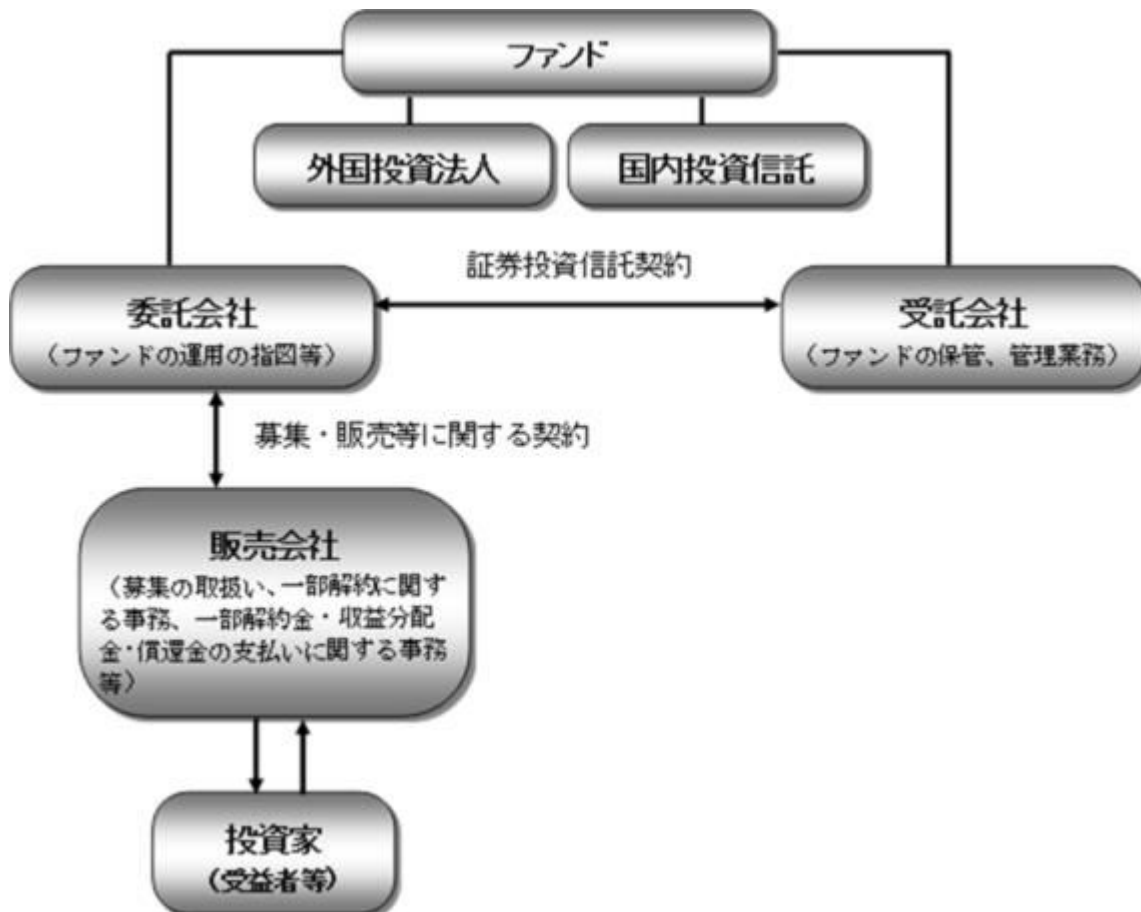 ファンド
外国投資法人
国内投資信託
証券投資信託契約
委託会社
（ファンドの運用の指図等）
受託会社
（ファンドの保管、管理業務）
募集・販売等に関する契約
販売会社
（募集の取扱い、一部解約に関す
る事務、一部解約金・収益分配
金・償還金の支払いに関する事務
等）
投資家
（受益者等）